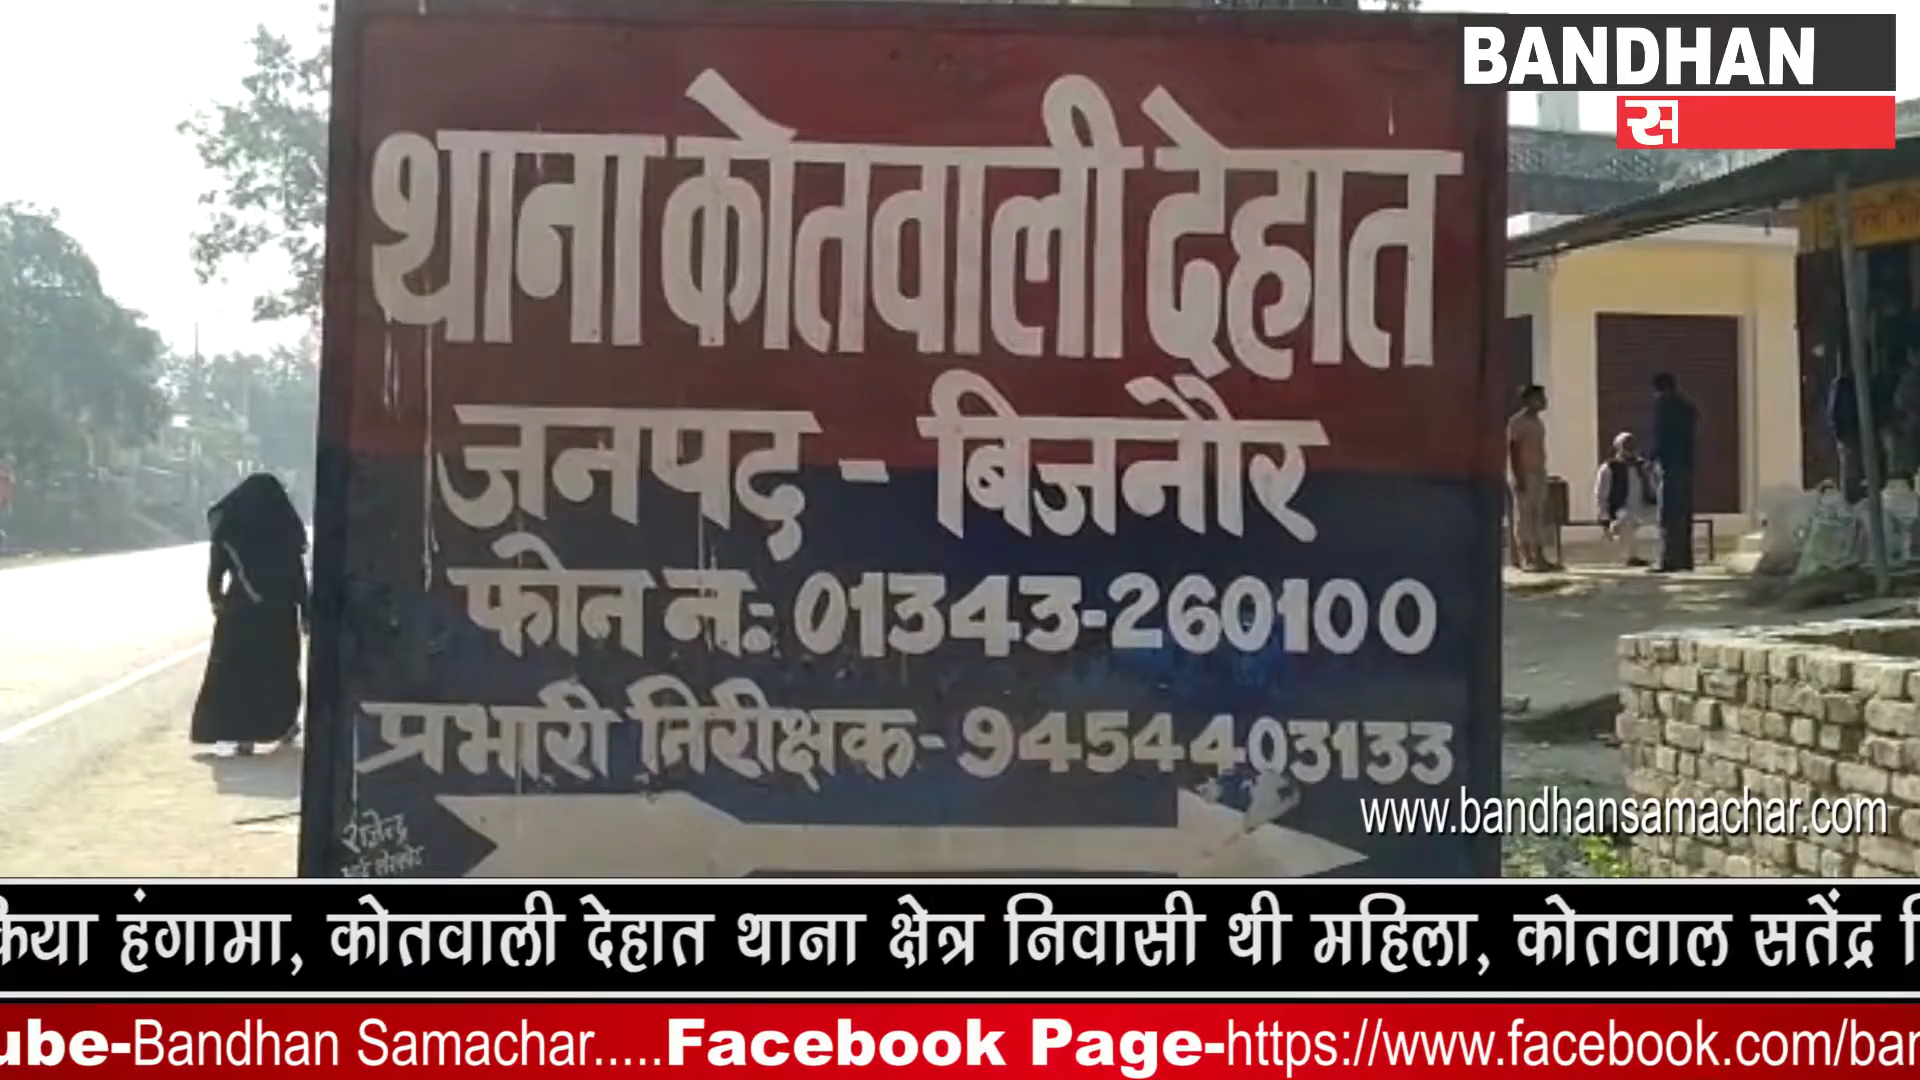 BANDHAN
स
थाना कोतवाली देहात
जनपद - बिजनौर
फोन न: 01343-260100
प्रभारी निरीक्षक- 9454403133
राजेन्द्र
www.bandhansamachar.com
किया हंगामा, कोतवाली देहात थाना क्षेत्र निवासी थी महिला, कोतवाल सतेंद्र
ube-Bandhan Samachar.....Facebook Page-https://www.facebook.com/ban